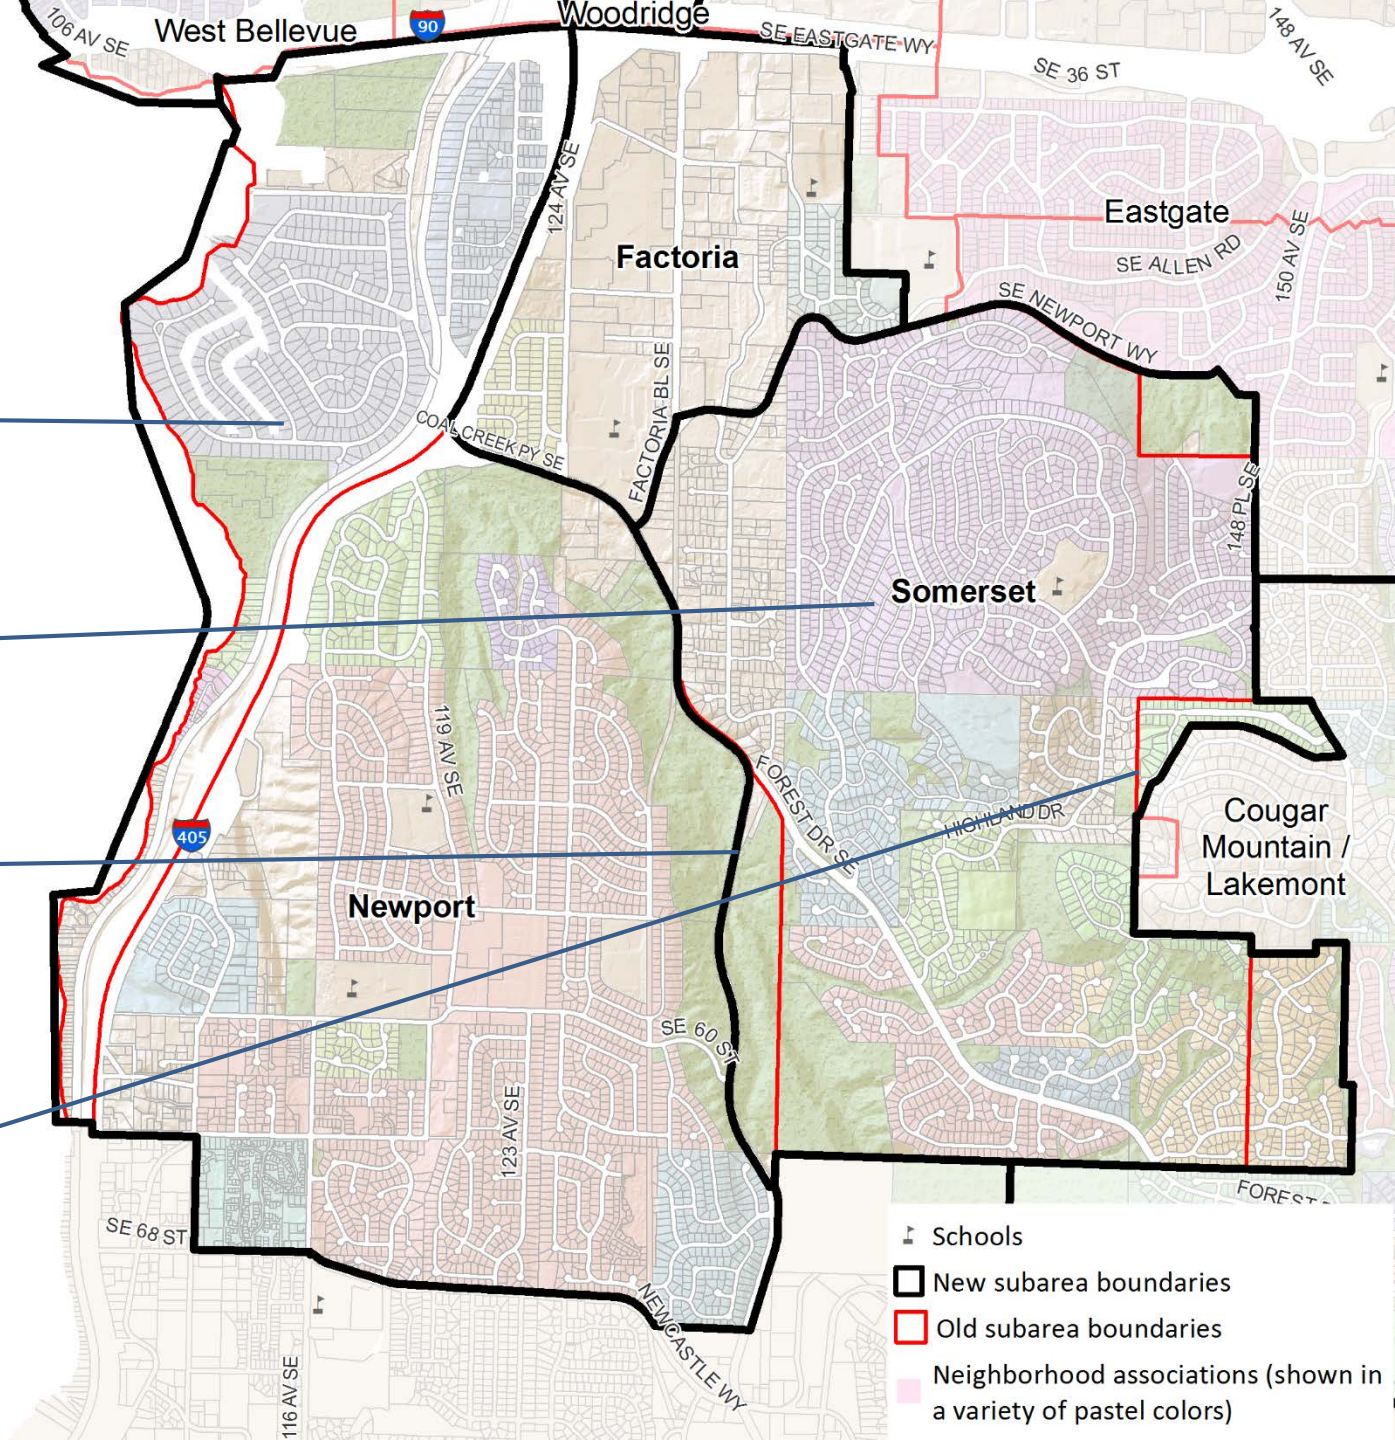 Woodridge
West Bellevue
90
106 AV SE
SE EASTGATE WY
148 AV SE
SE 36 ST
124 AV SE
Factoria
Eastgate
SE ALLEN RD
150 AV SE
SE NEWPORT WY
FACTORIA BL SE
COAL CREEK PY SE
148 PL SE
Somerset
119 AV SE
FOREST DR SE
HIGHLAND DR
Cougar
Mountain /
Lakemont
405
Newport
SE 60 ST
123 AV SE
FOREST
SE 68 ST
NEWCASTLE WY
116 AV SE
Schools
New subarea boundaries
Old subarea boundaries
Neighborhood associations (shown in
a variety of pastel colors)